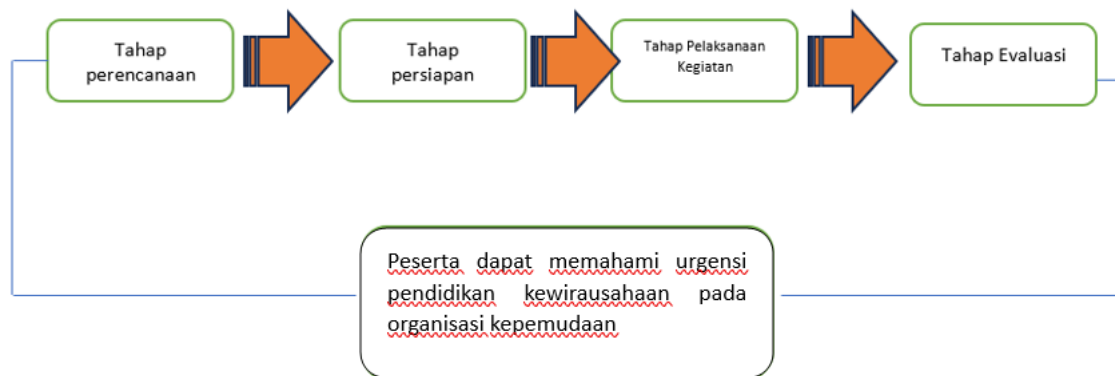 Tahap
perencanaan
Tahap
persiapan
Tahap Pelaksanaan
Kegiatan
Tahap Evaluasi
Peserta dapat memahami urgensi
pendidikan kewirausahaan pada
organisasi kepemudaan